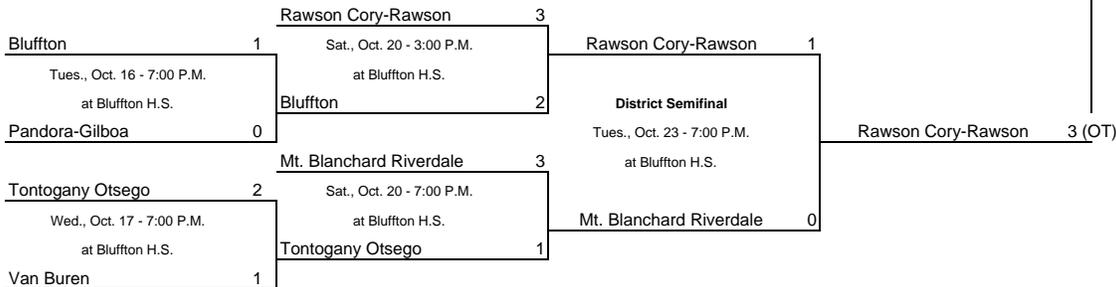 Rawson Cory-Rawson 3
Bluffton 1
Sat., Oct. 20 - 3:00 P.M.
Rawson Cory-Rawson 1
Tues., Oct. 16 - 7:00 P.M.
at Bluffton H.S.
at Bluffton H.S.
Bluffton 2
District Semifinal
Pandora-Gilboa 0
Tues., Oct. 23 - 7:00 P.M.
Rawson Cory-Rawson 3 (OT)
Mt. Blanchard Riverdale 3
at Bluffton H.S.
Tontogany Otsego 2
Sat., Oct. 20 - 7:00 P.M.
Wed., Oct. 17 - 7:00 P.M.
at Bluffton H.S.
Mt. Blanchard Riverdale 0
at Bluffton H.S.
Tontogany Otsego 1
Van Buren 1